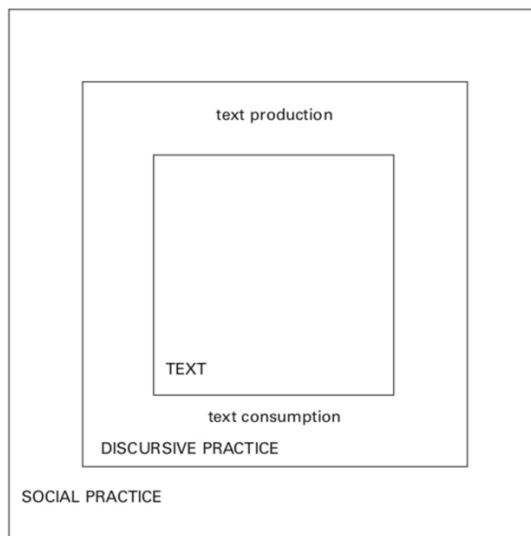 text production
TEXT
text consumption
DISCURSIVE PRACTICE
SOCIAL PRACTICE